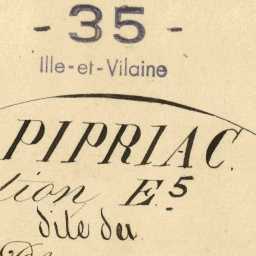 - 35 -
Ille-et-Vilaine
PIPRIAC.
tion E.5
dite du